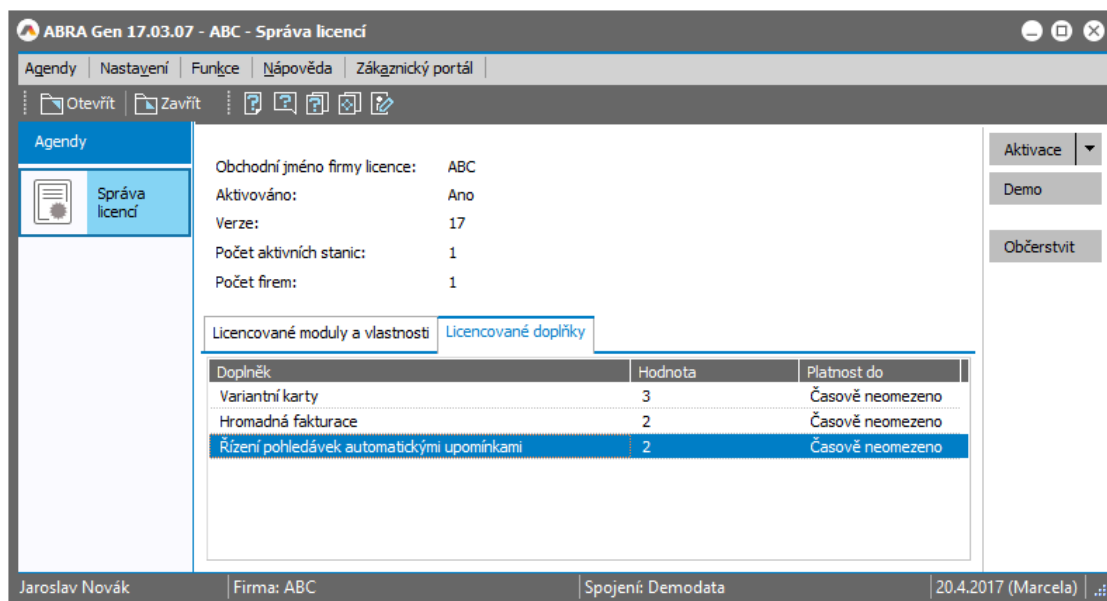 ABRA Gen 17.03.07 - ABC - Správa licencí
Agendy Nastavení Funkce Nápověda Zákaznický portál
Otevřít Zavřít
Agendy
Správa
licencí
Obchodní jméno firmy licence: ABC
Aktivováno: Ano
Verze: 17
Počet aktivních stanic: 1
Počet firem: 1
Aktivace
Demo
Občerstvit
Licencované moduly a vlastnosti Licencované doplňky
Doplněk Hodnota Platnost do
Variantní karty 3 Časově neomezeno
Hromadná fakturace 2 Časově neomezeno
Řízení pohledávek automatickými upomínkami 2 Časově neomezeno
Jaroslav Novák Firma: ABC Spojení: Demodata 20.4.2017 (Marcela)